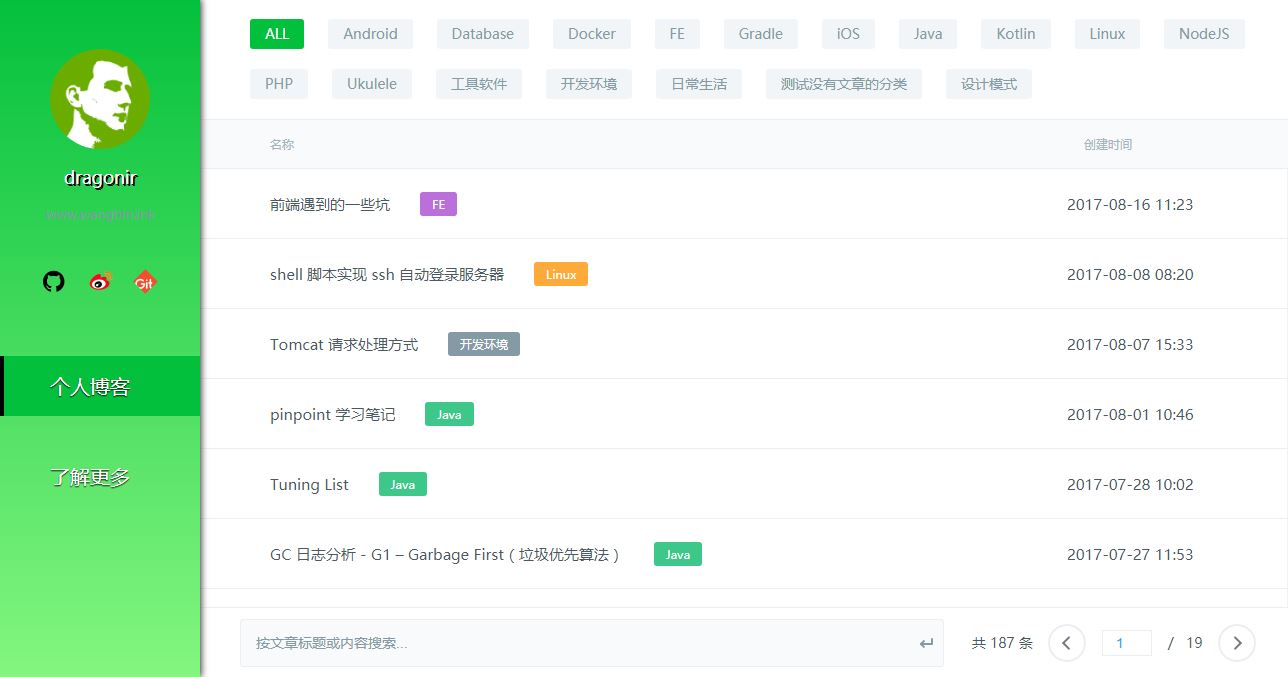 dragonir
www.wangbin.ink
Git
个人博客
了解更多
ALL Android Database Docker FE Gradle iOS Java Kotlin Linux NodeJS
PHP Ukulele 工具软件 开发环境 日常生活 测试没有文章的分类 设计模式
名称 创建时间
前端遇到的一些坑 FE 2017-08-16 11:23
shell 脚本实现 ssh 自动登录服务器 Linux 2017-08-08 08:20
Tomcat 请求处理方式 开发环境 2017-08-07 15:33
pinpoint 学习笔记 Java 2017-08-01 10:46
Tuning List Java 2017-07-28 10:02
GC 日志分析 - G1 – Garbage First（垃圾优先算法） Java 2017-07-27 11:53
按文章标题或内容搜索... 共 187 条 1 / 19